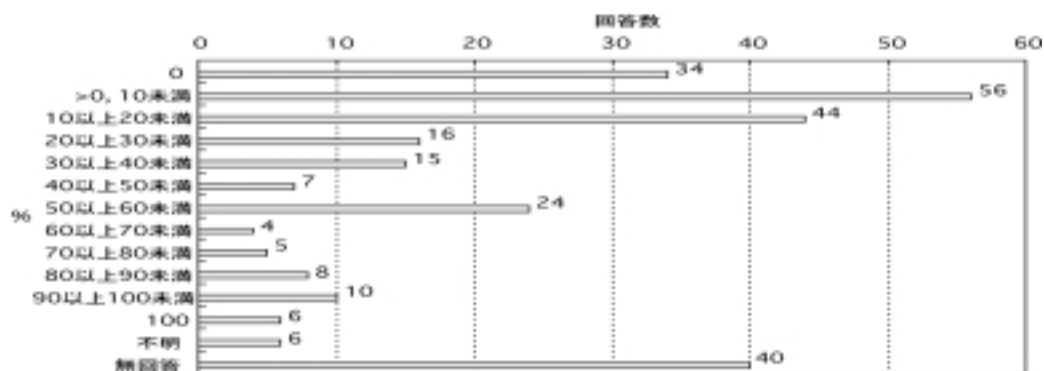 回答数
0 10 20 30 40 50 60
0 34
>0, 10未満 56
10以上20未満 44
20以上30未満 16
30以上40未満 15
40以上50未満 7
50以上60未満 24
%
60以上70未満 4
70以上80未満 5
80以上90未満 8
90以上100未満 10
100 6
不明 6
無回答 40